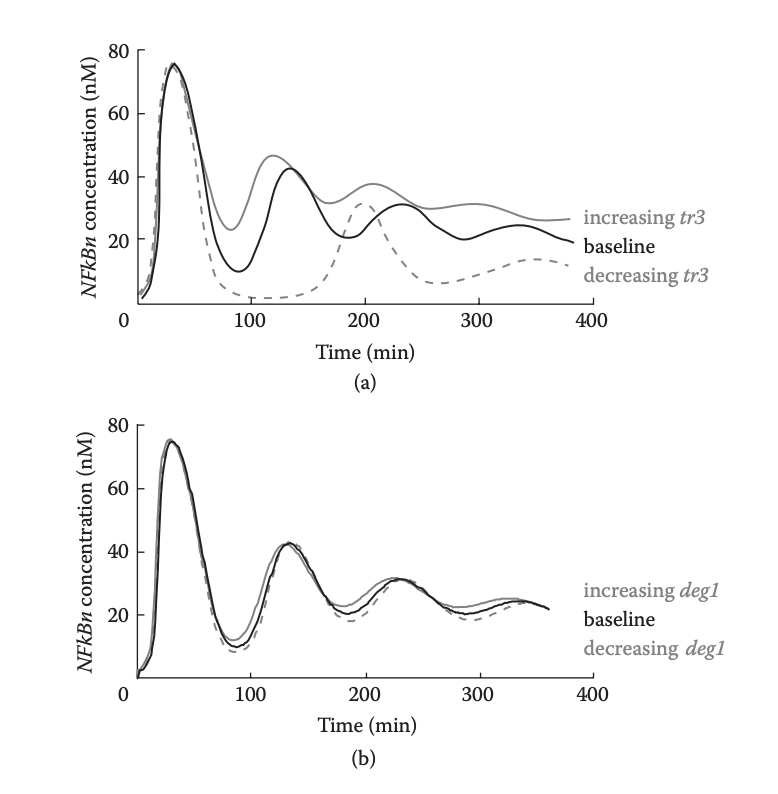 80
60
40
20
0
100
200
300
400
NFkBn concentration (nM)
Time (min)
increasing tr3
baseline
decreasing tr3
(a)
80
60
40
20
0
100
200
300
400
NFkBn concentration (nM)
Time (min)
increasing deg1
baseline
decreasing deg1
(b)